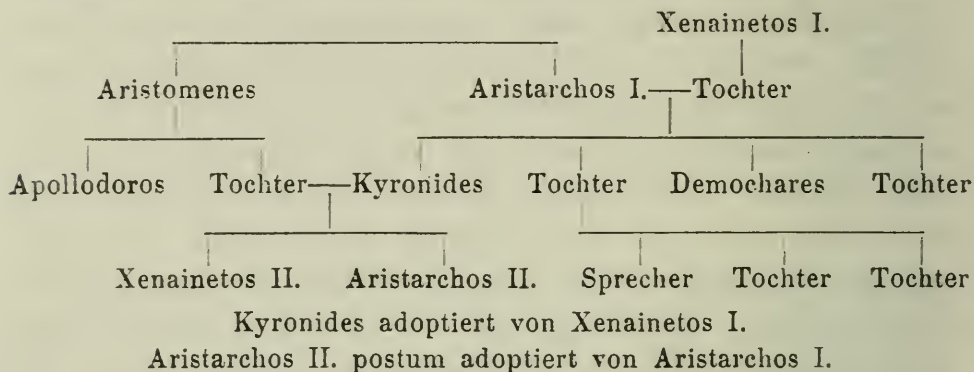 Xenainetos I.
Aristomenes Aristarchos I. Tochter
Apollodoros Tochter Kyronides Tochter Demochares Tochter
Xenainetos II. Aristarchos II. Sprecher Tochter Tochter
Kyronides adoptiert von Xenainetos I.
Aristarchos II. postum adoptiert von Aristarchos I.